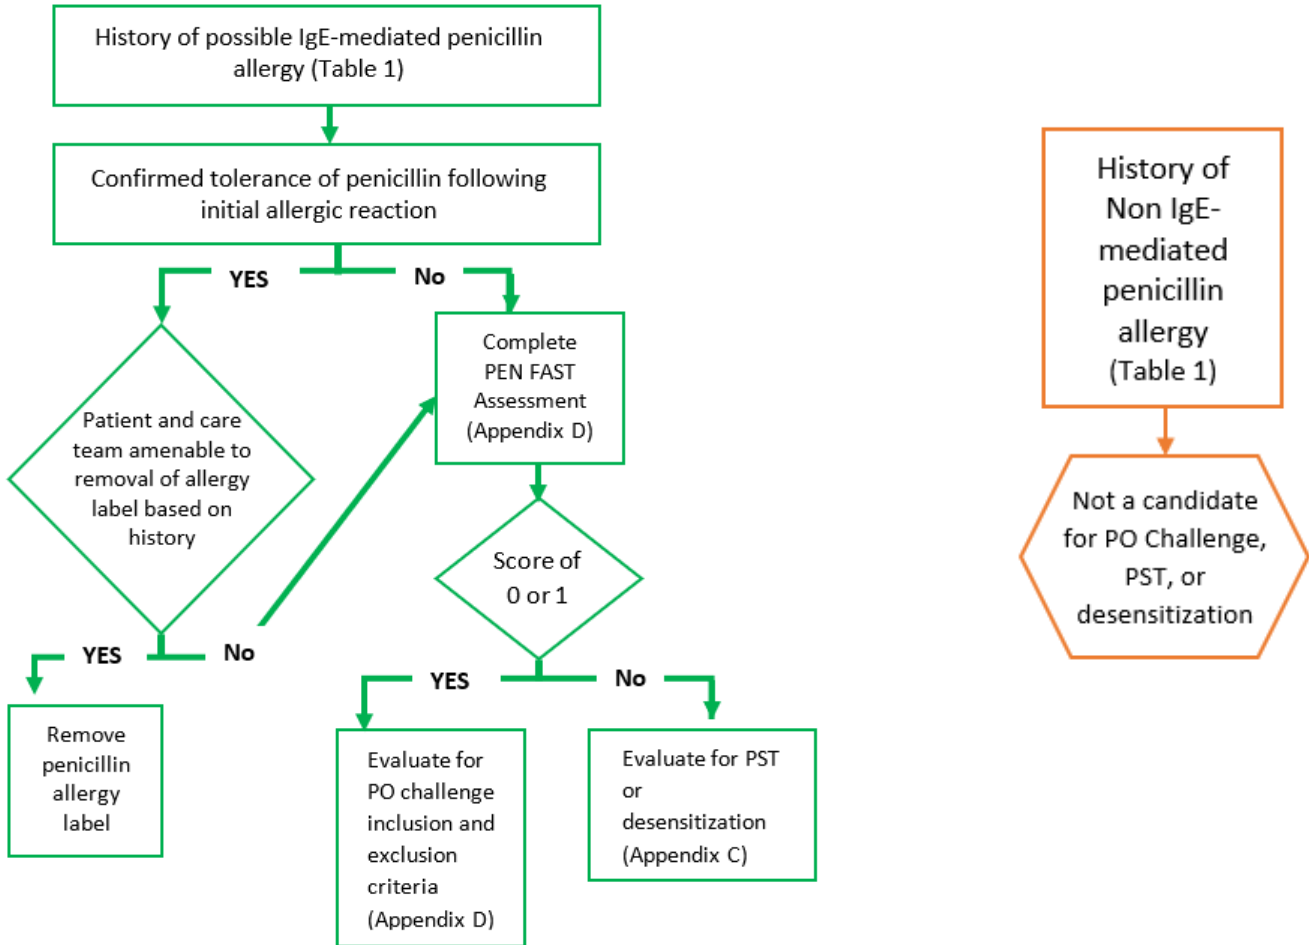 History of possible IgE-mediated penicillin
allergy (Table 1)
Confirmed tolerance of penicillin following
initial allergic reaction
YES
No
Patient and care
team amenable to
removal of allergy
label based on
history
Complete
PEN FAST
Assessment
(Appendix D)
YES
No
Score of
0 or 1
Remove
penicillin
allergy
label
YES
No
Evaluate for
PO challenge
inclusion and
exclusion
criteria
(Appendix D)
Evaluate for PST
or
desensitization
(Appendix C)
History of
Non IgE-
mediated
penicillin
allergy
(Table 1)
Not a candidate
for PO Challenge,
PST, or
desensitization